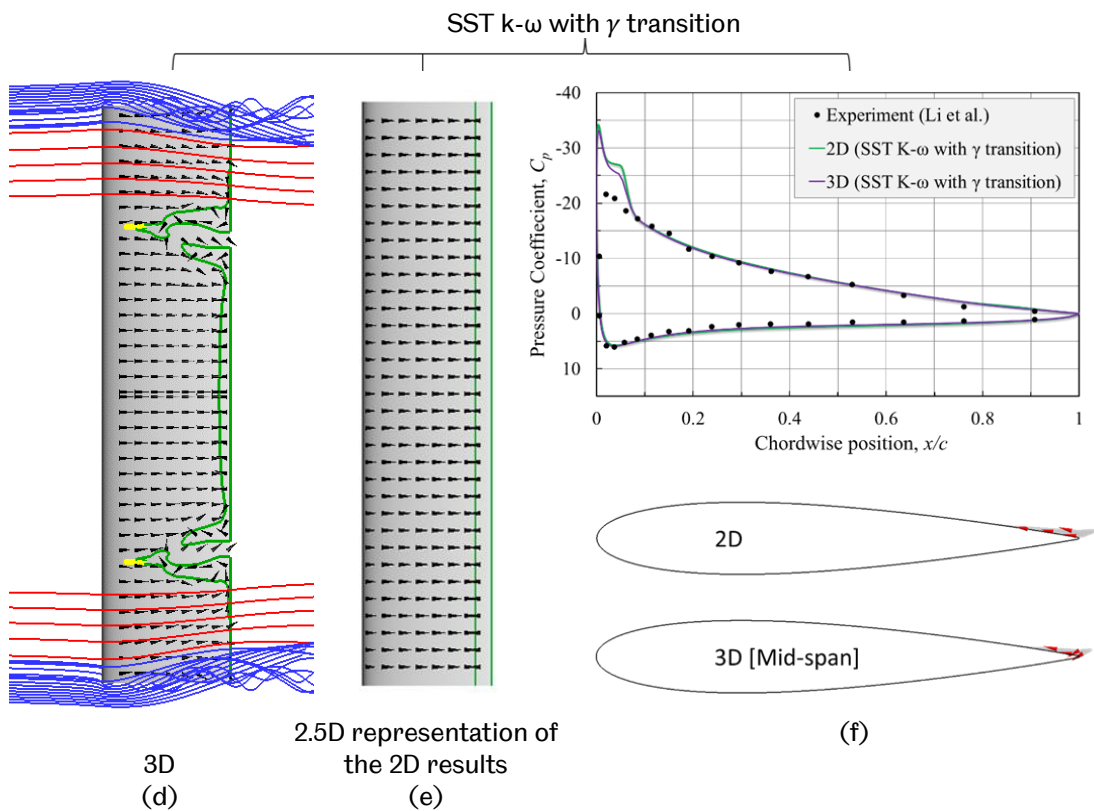 SST k-ω with γ transition
3D
(d)
2.5D representation of
the 2D results
(e)
-40
-30
-20
-10
0
10
Pressure Coeffiecient, Cp
Experiment (Li et al.)
2D (SST K-ω with γ transition)
3D (SST K-ω with γ transition)
0 0.2 0.4 0.6 0.8 1
Chordwise position, x/c
2D
3D [Mid-span]
(f)